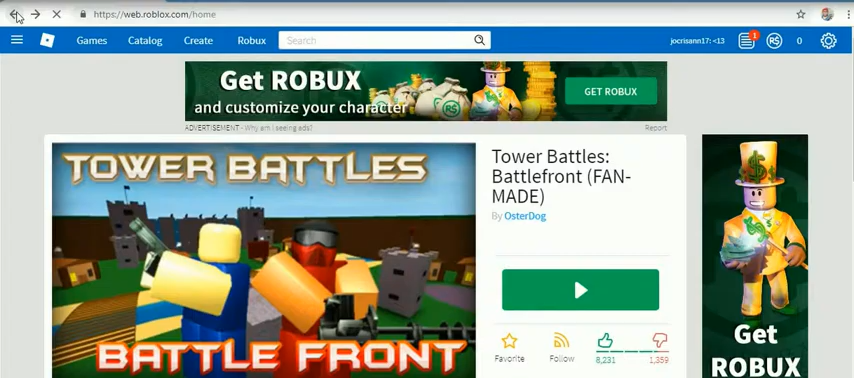 https://web.roblox.com/home
Games Catalog Create Robux Search jocrisann17: <13 1 0
Get ROBUX
and customize your character
GET ROBUX
ADVERTISEMENT - Why am I seeing ads? Report
TOWER BATTLES
BATTLE FRONT
Tower Battles:
Battlefront (FAN-
MADE)
By OsterDog
Favorite Follow 8,231 1,359
Get
ROBUX